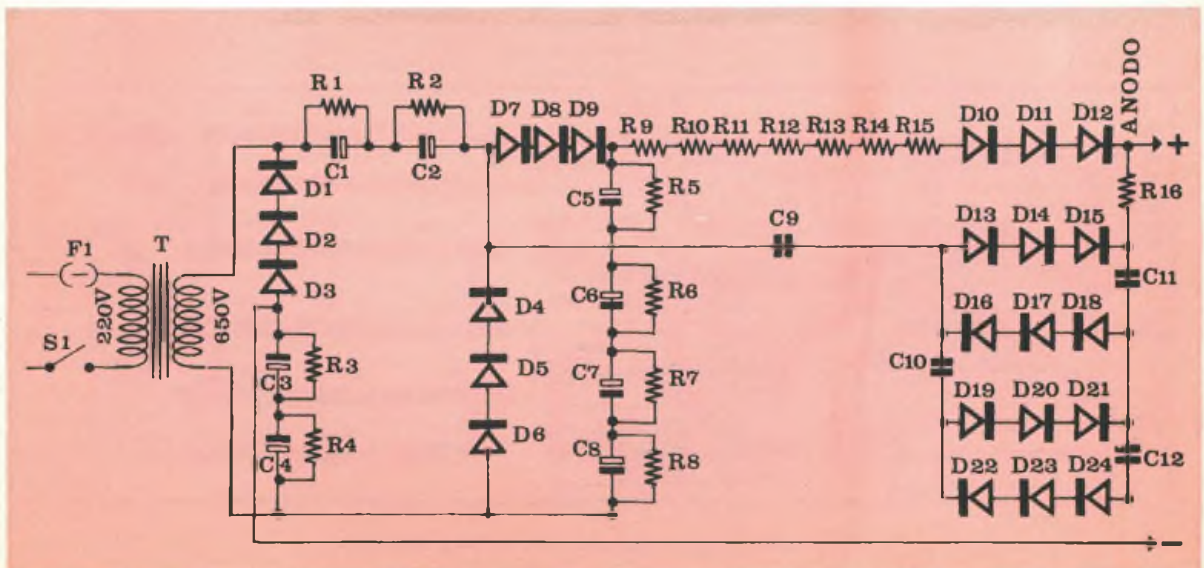 R1 R2
D7 D8 D9
R9 R10 R11 R12 R13 R14 R15
D10 D11 D12
ANODO
+
C1 C2
D1
R16
C5 R5
D2
C9
D13 D14 D15
F1 T
D3
C11
220V 650V
C6 R6
D4
D16 D17 D18
S1
C10
C3 R3
D5
C7 R7
D19 D20 D21
C4 R4
D6
C8 R8
C12
D22 D23 D24
-